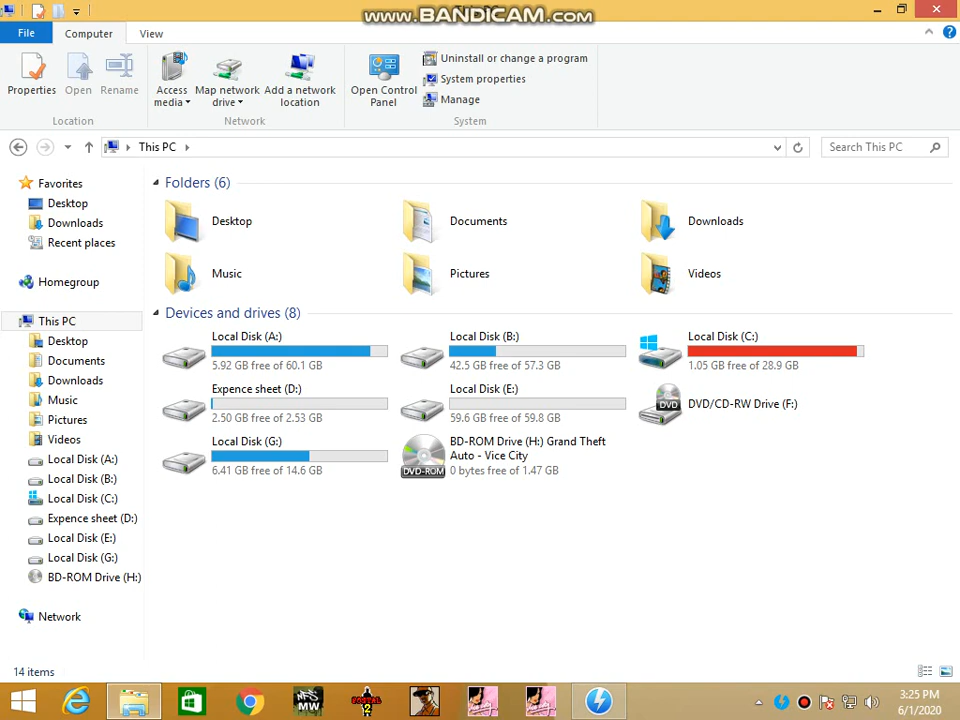 www.BANDICAM.com
File
Computer
View
Properties
Open
Rename
Access media
Map network drive
Add a network location
Open Control Panel
Uninstall or change a program
System properties
Manage
Location
Network
System
This PC
Search This PC
Favorites
Desktop
Downloads
Recent places
Homegroup
This PC
Desktop
Documents
Downloads
Music
Pictures
Videos
Local Disk (A:)
Local Disk (B:)
Local Disk (C:)
Expence sheet (D:)
Local Disk (E:)
Local Disk (G:)
BD-ROM Drive (H:)
Network
Folders (6)
Desktop
Documents
Downloads
Music
Pictures
Videos
Devices and drives (8)
Local Disk (A:)
5.92 GB free of 60.1 GB
Local Disk (B:)
42.5 GB free of 57.3 GB
Local Disk (C:)
1.05 GB free of 28.9 GB
Expence sheet (D:)
2.50 GB free of 2.53 GB
Local Disk (E:)
59.6 GB free of 59.8 GB
DVD
DVD/CD-RW Drive (F:)
Local Disk (G:)
6.41 GB free of 14.6 GB
DVD-ROM
BD-ROM Drive (H:) Grand Theft
Auto - Vice City
0 bytes free of 1.47 GB
14 items
NFS
MW
2
3:25 PM
6/1/2020